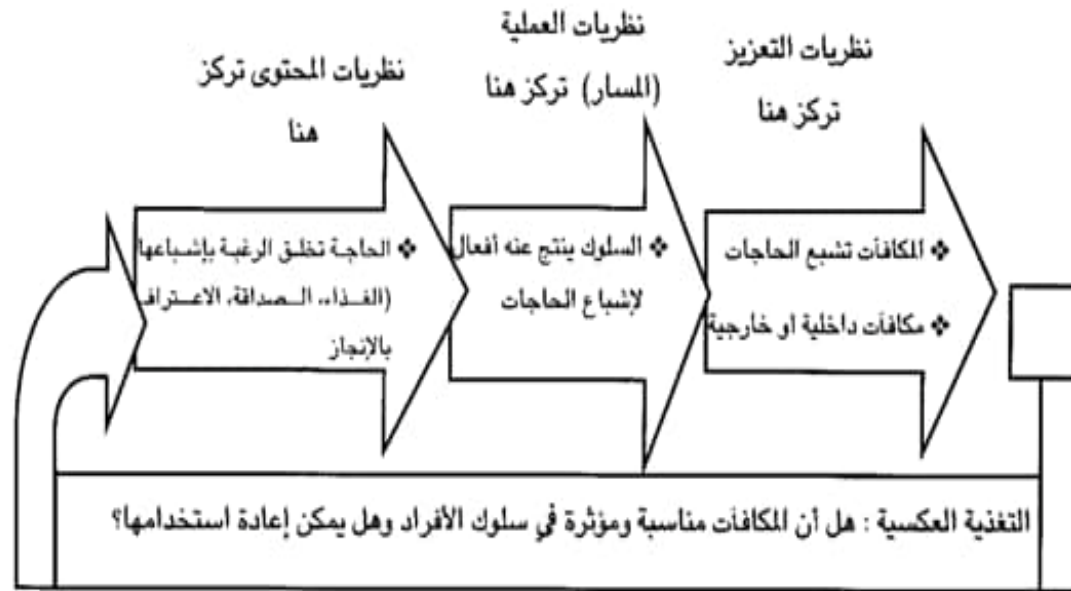 نظريات المحتوى تركز
هنا
نظريات العملية
(المسار) تركز هنا
نظريات التعزيز
تركز هنا
❖ الحاجة تخلق الرغبة بإشباعها
(الغذاء، الصداقة، الاعتراف
بالإنجاز
❖ السلوك ينتج عنه أفعال
لإشباع الحاجات
❖ المكافآت تشبع الحاجات
❖ مكافآت داخلية او خارجية
التغذية العكسية : هل أن المكافآت مناسبة ومؤثرة في سلوك الأفراد وهل يمكن إعادة استخدامها؟